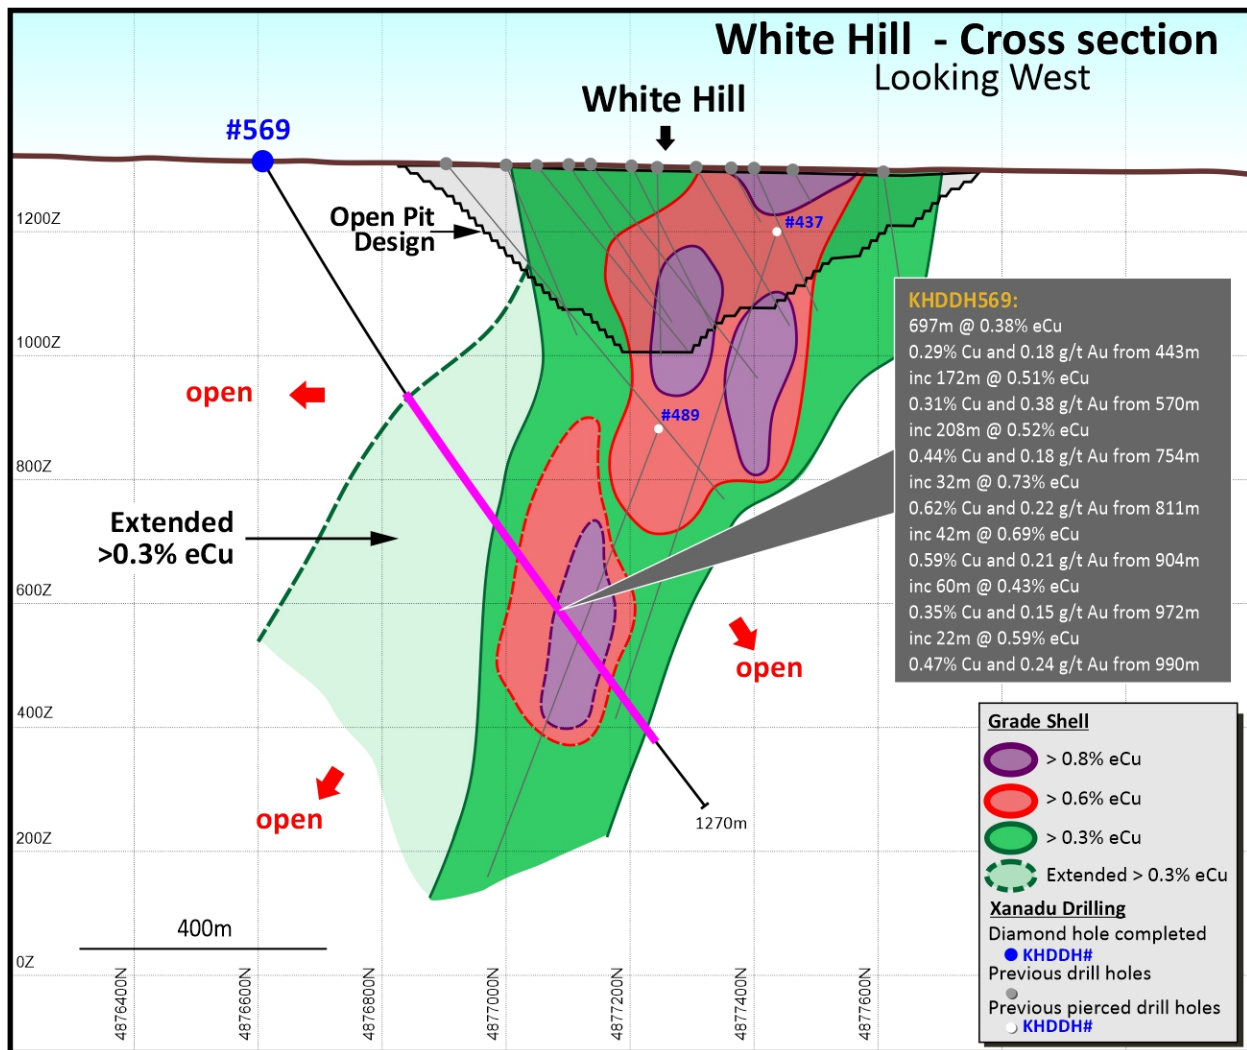 White Hill - Cross section
Looking West
White Hill
#569
Open Pit
Design
#437
#489
1200Z
1000Z
800Z
600Z
400Z
200Z
0Z
open
Extended
>0.3% eCu
open
open
1270m
400m
KHDDH569:
697m @ 0.38% eCu
0.29% Cu and 0.18 g/t Au from 443m
inc 172m @ 0.51% eCu
0.31% Cu and 0.38 g/t Au from 570m
inc 208m @ 0.52% eCu
0.44% Cu and 0.18 g/t Au from 754m
inc 32m @ 0.73% eCu
0.62% Cu and 0.22 g/t Au from 811m
inc 42m @ 0.69% eCu
0.59% Cu and 0.21 g/t Au from 904m
inc 60m @ 0.43% eCu
0.35% Cu and 0.15 g/t Au from 972m
inc 22m @ 0.59% eCu
0.47% Cu and 0.24 g/t Au from 990m
Grade Shell
> 0.8% eCu
> 0.6% eCu
> 0.3% eCu
Extended > 0.3% eCu
Xanadu Drilling
Diamond hole completed
KHDDH#
Previous drill holes
Previous pierced drill holes
KHDDH#
4876400N
4876600N
4876800N
4877000N
4877200N
4877400N
4877600N